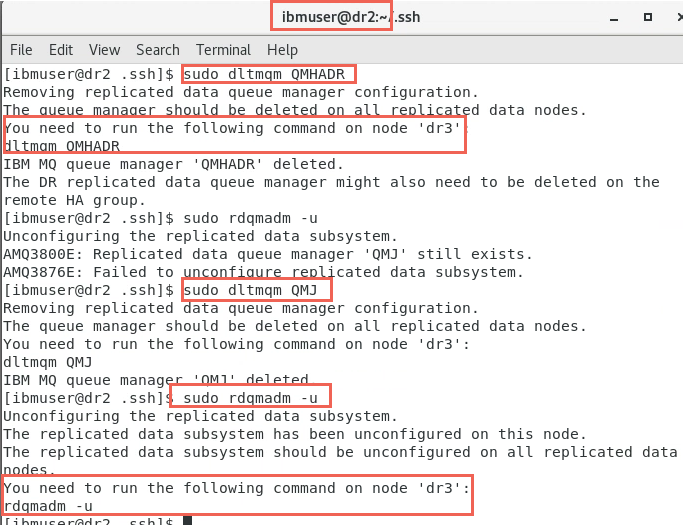 ibmuser@dr2:~/.ssh
File Edit View Search Terminal Help
[ibmuser@dr2 .ssh]$ sudo dltmqm QMHADR
Removing replicated data queue manager configuration.
The queue manager should be deleted on all replicated data nodes.
You need to run the following command on node 'dr3':
dltmqm QMHADR
IBM MQ queue manager 'QMHADR' deleted.
The DR replicated data queue manager might also need to be deleted on the
remote HA group.
[ibmuser@dr2 .ssh]$ sudo rdqmadm -u
Unconfiguring the replicated data subsystem.
AMQ3800E: Replicated data queue manager 'QMJ' still exists.
AMQ3876E: Failed to unconfigure replicated data subsystem.
[ibmuser@dr2 .ssh]$ sudo dltmqm QMJ
Removing replicated data queue manager configuration.
The queue manager should be deleted on all replicated data nodes.
You need to run the following command on node 'dr3':
dltmqm QMJ
IBM MQ queue manager 'QMJ' deleted.
[ibmuser@dr2 .ssh]$ sudo rdqmadm -u
Unconfiguring the replicated data subsystem.
The replicated data subsystem has been unconfigured on this node.
The replicated data subsystem should be unconfigured on all replicated data
nodes.
You need to run the following command on node 'dr3':
rdqmadm -u
[ibmuser@dr2 .ssh]$